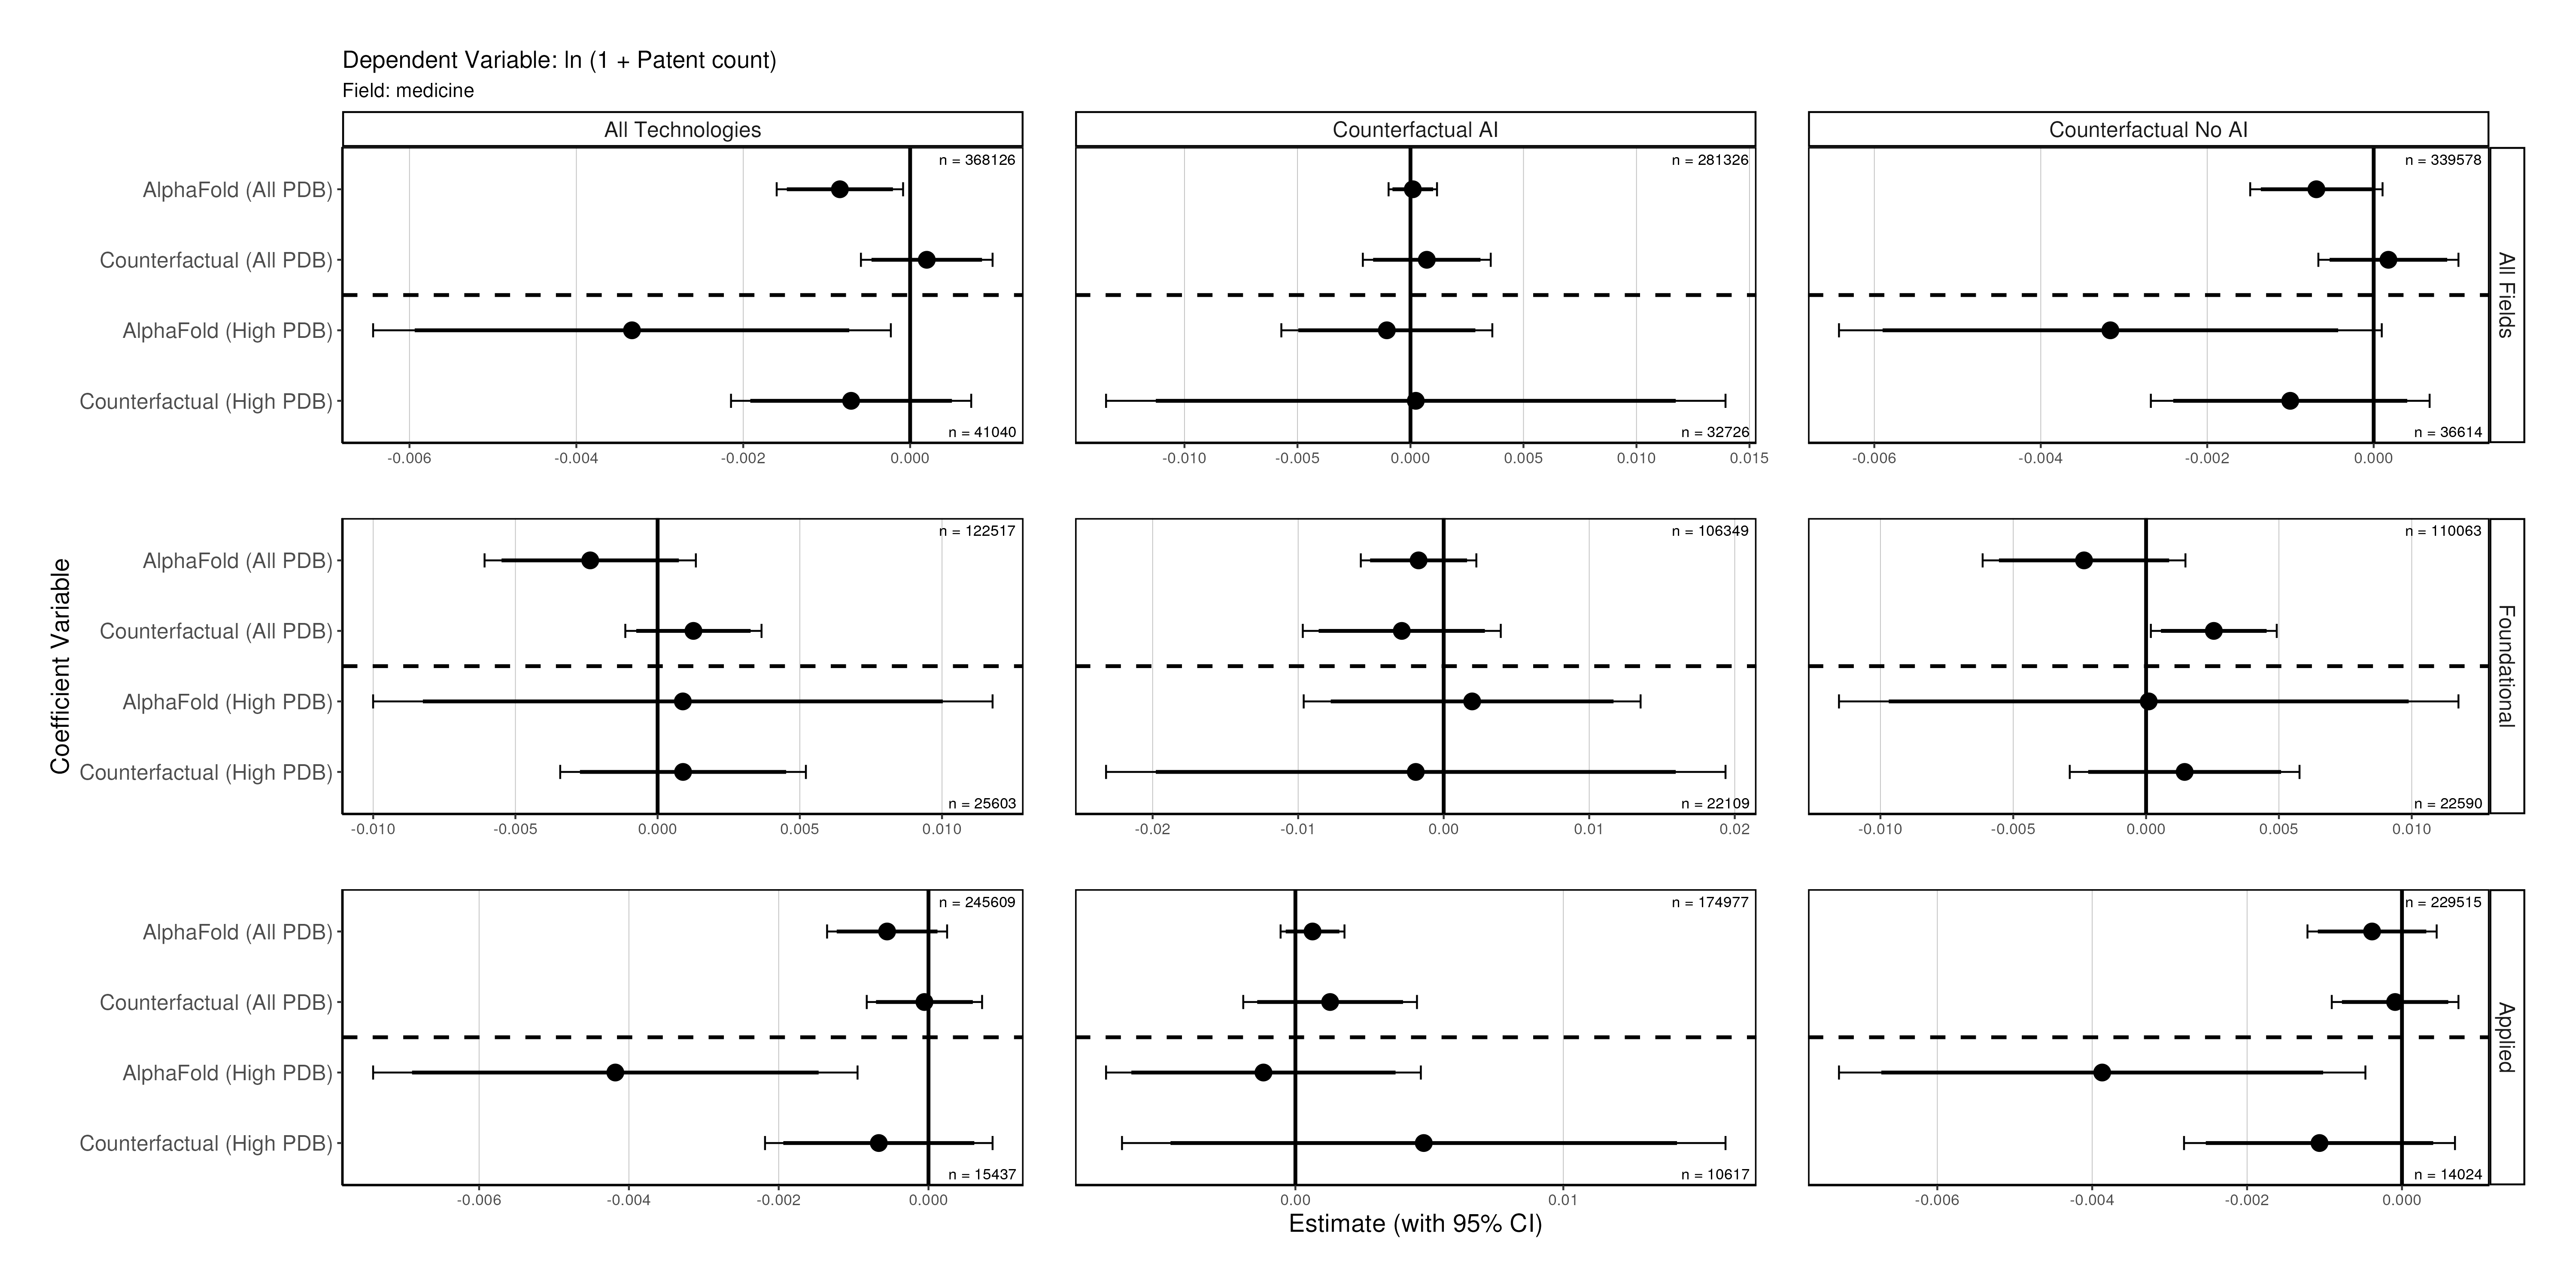 Dependent Variable: ln (1 + Patent count)
Field: medicine
All Technologies
Counterfactual AI
Counterfactual No AI
AlphaFold (All PDB)
Counterfactual (All PDB)
AlphaFold (High PDB)
Counterfactual (High PDB)
n = 368126
n = 41040
n = 281326
n = 32726
n = 339578
n = 36614
All Fields
-0.006 -0.004 -0.002 0.000
-0.010 -0.005 0.000 0.005 0.010 0.015
-0.006 -0.004 -0.002 0.000
Coefficient Variable
AlphaFold (All PDB)
Counterfactual (All PDB)
AlphaFold (High PDB)
Counterfactual (High PDB)
n = 122517
n = 25603
n = 106349
n = 22109
n = 110063
n = 22590
Foundational
-0.010 -0.005 0.000 0.005 0.010
-0.02 -0.01 0.00 0.01 0.02
-0.010 -0.005 0.000 0.005 0.010
AlphaFold (All PDB)
Counterfactual (All PDB)
AlphaFold (High PDB)
Counterfactual (High PDB)
n = 245609
n = 15437
n = 174977
n = 10617
n = 229515
n = 14024
Applied
-0.006 -0.004 -0.002 0.000
0.00 0.01
-0.006 -0.004 -0.002 0.000
Estimate (with 95% CI)